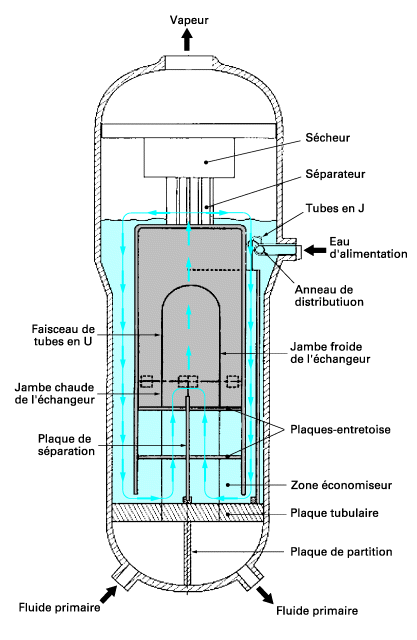 Vapeur
Sécheur
Séparateur
Tubes en J
Eau
d'alimentation
Anneau de
distributiuon
Faisceau de
tubes en U
Jambe froide
de l'échangeur
Jambe chaude
de l'échangeur
Plaques-entretoise
Plaque de
séparation
Zone économiseur
Plaque tubulaire
Plaque de partition
Fluide primaire
Fluide primaire